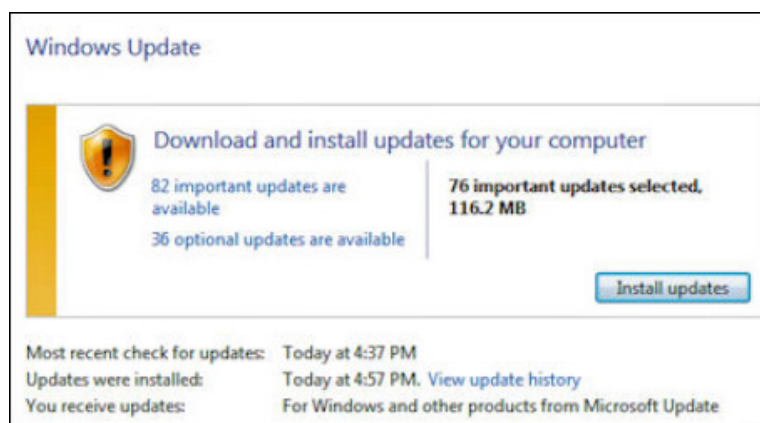 Windows Update
Download and install updates for your computer
82 important updates are
available
36 optional updates are available
76 important updates selected,
116.2 MB
Install updates
Most recent check for updates: Today at 4:37 PM
Updates were installed: Today at 4:57 PM. View update history
You receive updates: For Windows and other products from Microsoft Update